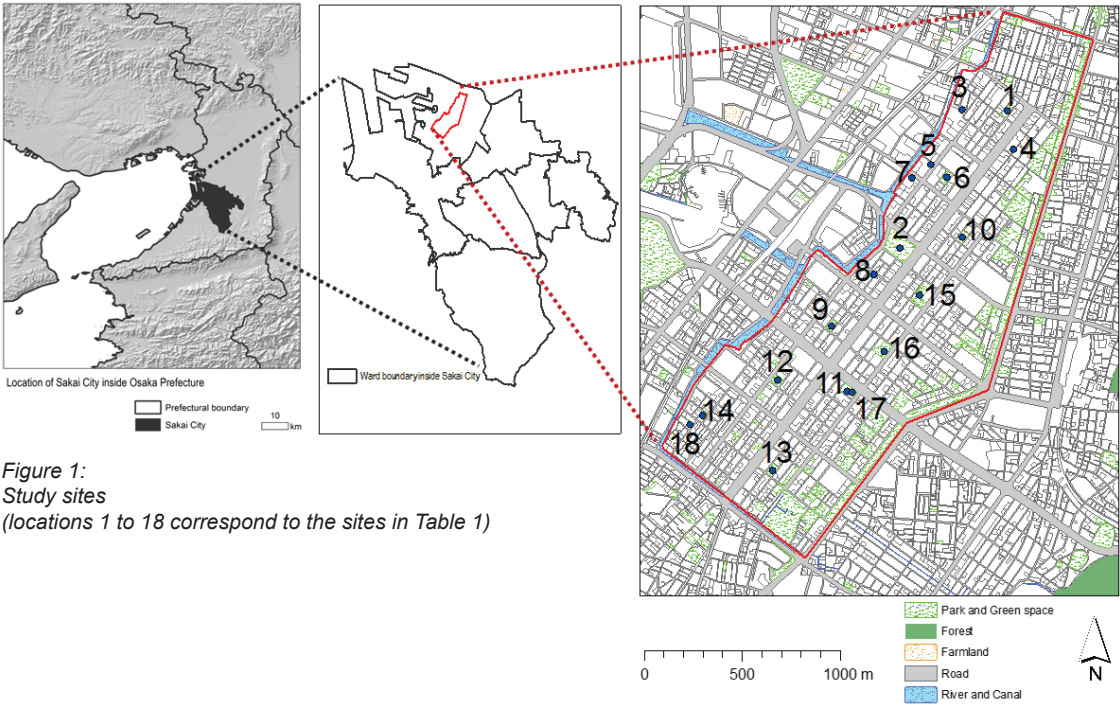 Location of Sakai City inside Osaka Prefecture
Prefectural boundary
Sakai City
10
km
Ward boundaryinside Sakai City
Figure 1:
Study sites
(locations 1 to 18 correspond to the sites in Table 1)
3
1
4
5
7
6
2
10
8
15
9
16
12
11
17
14
18
13
Park and Green space
Forest
Farmland
Road
River and Canal
0
500
1000 m
N